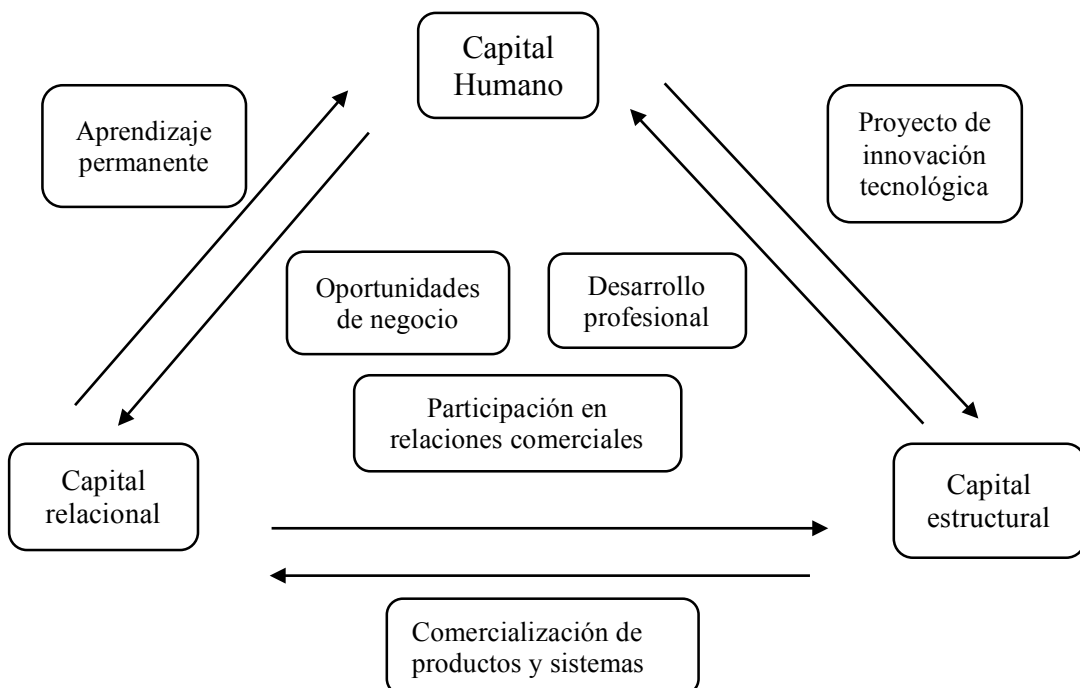 Capital
Humano
Aprendizaje
permanente
Proyecto de
innovación
tecnológica
Oportunidades
de negocio
Desarrollo
profesional
Participación en
relaciones comerciales
Capital
relacional
Capital
estructural
Comercialización de
productos y sistemas